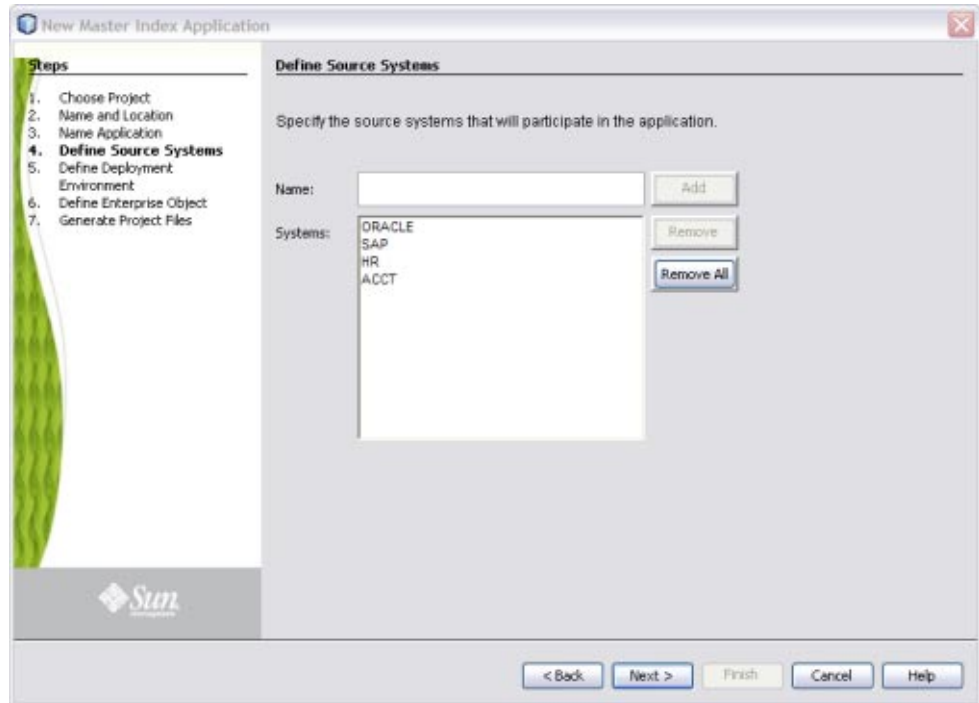 New Master Index Application
Steps
1. Choose Project
2. Name and Location
3. Name Application
4. Define Source Systems
5. Define Deployment
Environment
6. Define Enterprise Object
7. Generate Project Files
Sun
Define Source Systems
Specify the source systems that will participate in the application.
Name:
Add
Systems:
ORACLE
SAP
HR
ACCT
Remove
Remove All
< Back
Next >
Finish
Cancel
Help